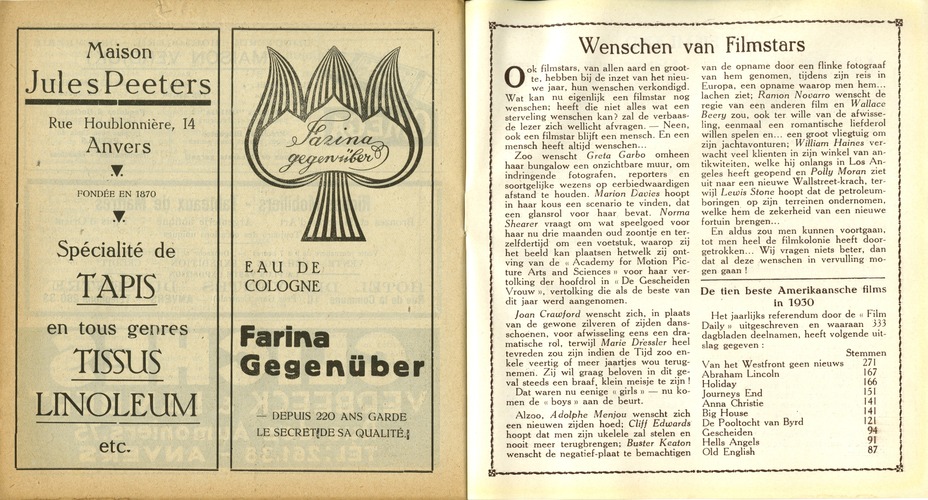 Maison
Jules Peeters
Rue Houblonnière, 14
Anvers
FONDÉE EN 1870
Spécialité de
TAPIS
en tous genres
TISSUS
LINOLEUM
etc.
Farina
gegenüber
EAU DE
COLOGNE
Farina
Gegenüber
— DEPUIS 220 ANS GARDE
LE SECRET DE SA QUALITÉ.
Wenschen van Filmstars
Ook filmstars, van allen aard en groot-
te, hebben bij de inzet van het nieu-
we jaar, hun wenschen verkondigd.
Wat kan nu eigenlijk een filmstar nog
wenschen; heeft die niet alles wat een
sterveling wenschen kan? zal de verbaas-
de lezer zich wellicht afvragen. — Neen,
ook een filmstar blijft een mensch. En een
mensch heeft altijd wenschen...
Zoo wenscht Greta Garbo omheen
haar bungalow een onzichtbare muur, om
indringende fotografen, reporters en
soortgelijke wezens op eerbiedwaardigen
afstand te houden. Marion Davies hoopt
in haar kous een scenario te vinden, dat
een glansrol voor haar bevat. Norma
Shearer vraagt om wat speelgoed voor
haar nu drie maanden oud zoontje en ter-
zelfdertijd om een voetstuk, waarop zij
het beeld kan plaatsen hetwelk zij ont-
ving van de « Academy for Motion Pic-
ture Arts and Sciences » voor haar ver-
tolking der hoofdrol in « De Gescheiden
Vrouw », vertolking die als de beste van
dit jaar werd aangenomen.
Joan Crawford wenscht zich, in plaats
van de gewone zilveren of zijden dans-
schoenen, voor afwisseling eens een dra-
matische rol, terwijl Marie Dressler heel
tevreden zou zijn indien de Tijd zoo en-
kele veertig of meer jaartjes wou terug-
nemen. Zij wil graag beloven in dit ge-
val steeds een braaf, klein meisje te zijn !
Dat waren nu eenige « girls » — nu ko-
men de « boys » aan de beurt.
Alzoo, Adolphe Menjou wenscht zich
een nieuwen zijden hoed; Cliff Edwards
hoopt dat men zijn ukelele zal stelen en
nooit meer terugbrengen; Buster Keaton
wenscht de negatief-plaat te bemachtigen
van de opname door een flinke fotograaf
van hem genomen, tijdens zijn reis in
Europa, een opname waarop men hem...
lachen ziet; Ramon Novarro wenscht de
regie van een anderen film en Wallace
Beery zou, ook ter wille van de afwisse-
ling, eenmaal een romantische liefderol
willen spelen en... een groot vliegtuig om
zijn jachtavonturen; William Haines ver-
wacht veel klienten in zijn winkel van an-
tikwiteiten, welke hij onlangs in Los An-
geles heeft geopend en Polly Moran ziet
uit naar een nieuwe Wallstreet-krach, ter-
wijl Lewis Stone hoopt dat de petroleum-
boringen op zijn terreinen ondernomen,
welke hem de zekerheid van een nieuwe
fortuin brengen...
En aldus zou men kunnen voortgaan,
tot men heel de filmkolonie heeft door-
getrokken... Wij vragen niets beter, dan
dat al deze wenschen in vervulling mo-
gen gaan !
De tien beste Amerikaansche films
in 1930
Het jaarlijks referendum door de « Film
Daily » uitgeschreven en waaraan 333
dagbladen deelnamen, heeft volgende uit-
slag gegeven :
Stemmen
Van het Westfront geen nieuws 271
Abraham Lincoln 167
Holiday 166
Journeys End 151
Anna Christie 141
Big House 141
De Pooltocht van Byrd 121
Gescheiden 94
Hells Angels 91
Old English 87